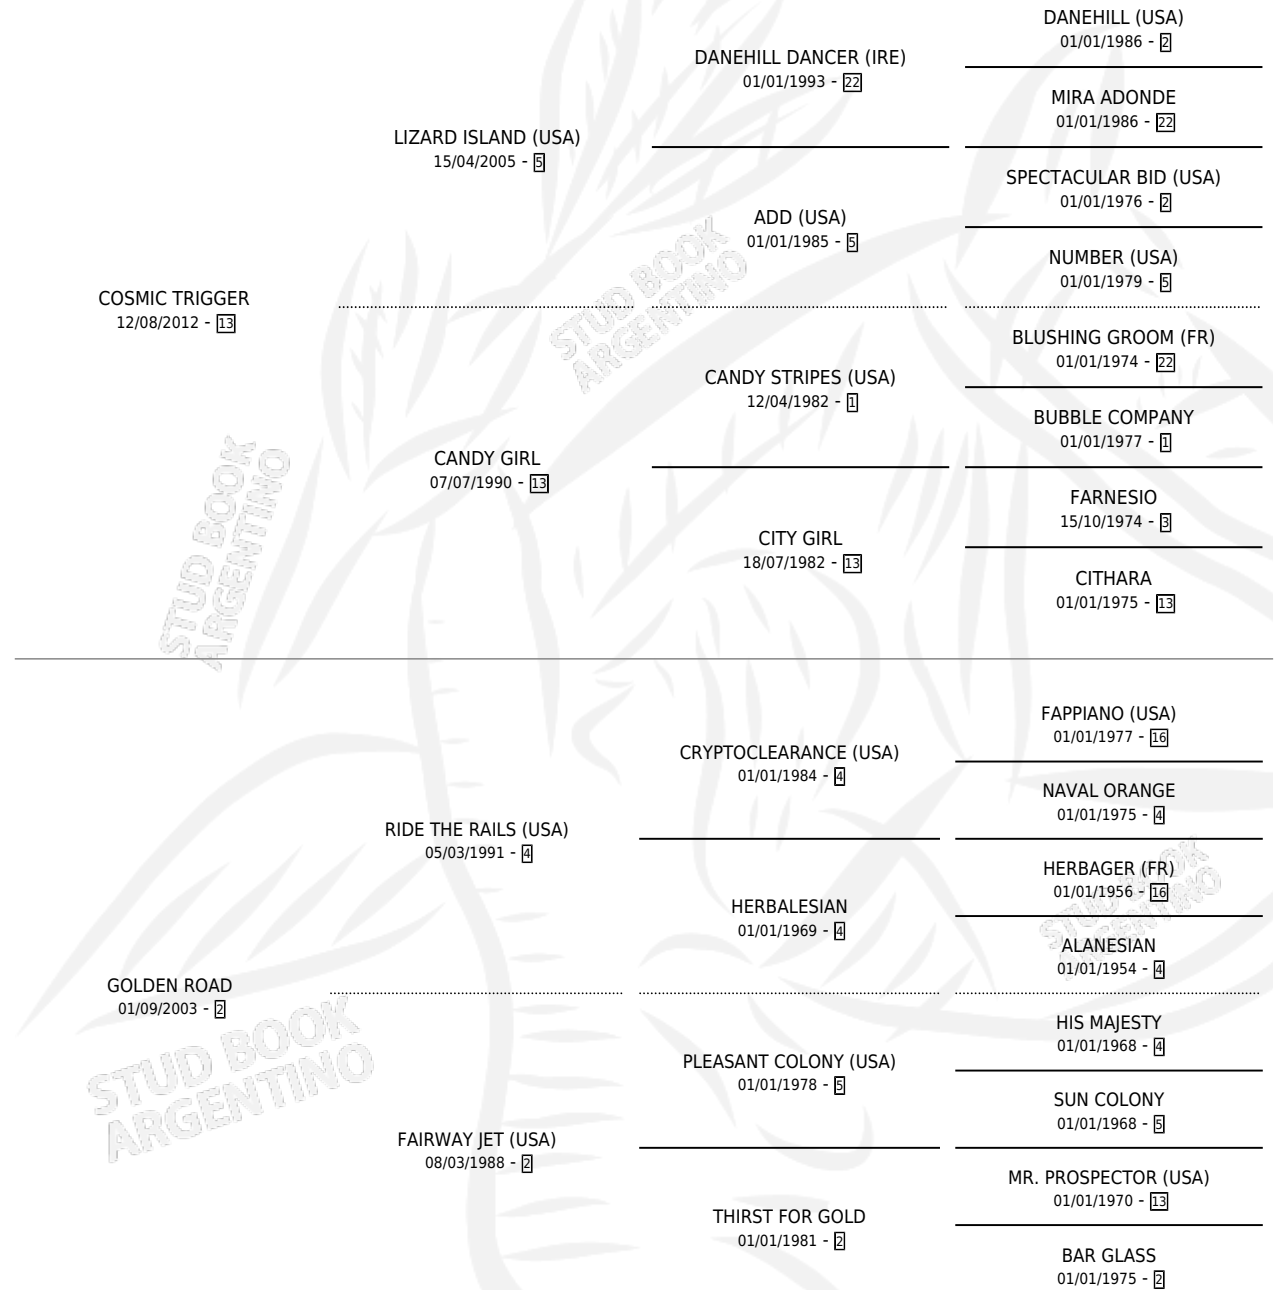 COSMIC TRIGGER
12/08/2012 - 13
LIZARD ISLAND (USA)
15/04/2005 - 5
CANDY GIRL
07/07/1990 - 13
DANEHILL DANCER (IRE)
01/01/1993 - 22
ADD (USA)
01/01/1985 - 5
CANDY STRIPES (USA)
12/04/1982 - 1
CITY GIRL
18/07/1982 - 13
DANEHILL (USA)
01/01/1986 - 2
MIRA ADONDE
01/01/1986 - 22
SPECTACULAR BID (USA)
01/01/1976 - 2
NUMBER (USA)
01/01/1979 - 5
BLUSHING GROOM (FR)
01/01/1974 - 22
BUBBLE COMPANY
01/01/1977 - 1
FARNESIO
15/10/1974 - 3
CITHARA
01/01/1975 - 13
GOLDEN ROAD
01/09/2003 - 2
RIDE THE RAILS (USA)
05/03/1991 - 4
FAIRWAY JET (USA)
08/03/1988 - 2
CRYPTOCLEARANCE (USA)
01/01/1984 - 4
HERBALESIAN
01/01/1969 - 4
PLEASANT COLONY (USA)
01/01/1978 - 5
THIRST FOR GOLD
01/01/1981 - 2
FAPPIANO (USA)
01/01/1977 - 16
NAVAL ORANGE
01/01/1975 - 4
HERBAGER (FR)
01/01/1956 - 16
ALANESIAN
01/01/1954 - 4
HIS MAJESTY
01/01/1968 - 4
SUN COLONY
01/01/1968 - 5
MR. PROSPECTOR (USA)
01/01/1970 - 13
BAR GLASS
01/01/1975 - 2
STUD BOOK
ARGENTINO
STUD BOOK
ARGENTINO
STUD BOOK
ARGENTINO
STUD BOOK
ARGENTINO